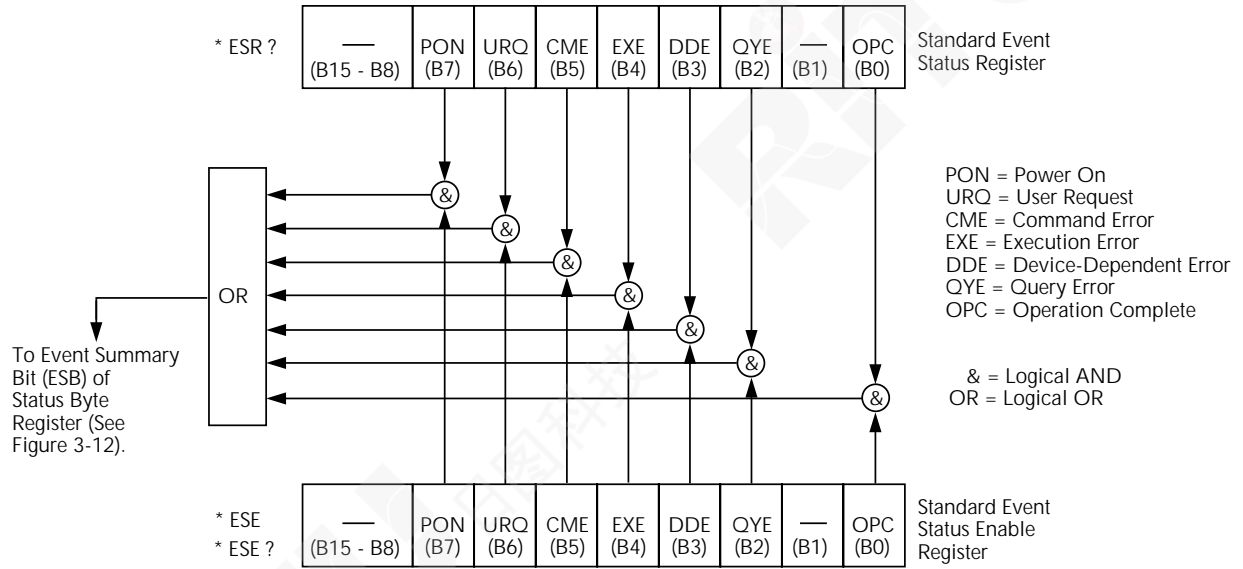 * ESR ?
—
(B15 - B8)
PON
(B7)
URQ
(B6)
CME
(B5)
EXE
(B4)
DDE
(B3)
QYE
(B2)
—
(B1)
OPC
(B0)
Standard Event
Status Register
&
&
&
&
&
&
&
OR
To Event Summary
Bit (ESB) of
Status Byte
Register (See
Figure 3-12).
PON = Power On
URQ = User Request
CME = Command Error
EXE = Execution Error
DDE = Device-Dependent Error
QYE = Query Error
OPC = Operation Complete
& = Logical AND
OR = Logical OR
* ESE
* ESE ?
—
(B15 - B8)
PON
(B7)
URQ
(B6)
CME
(B5)
EXE
(B4)
DDE
(B3)
QYE
(B2)
—
(B1)
OPC
(B0)
Standard Event
Status Enable
Register
日图科技